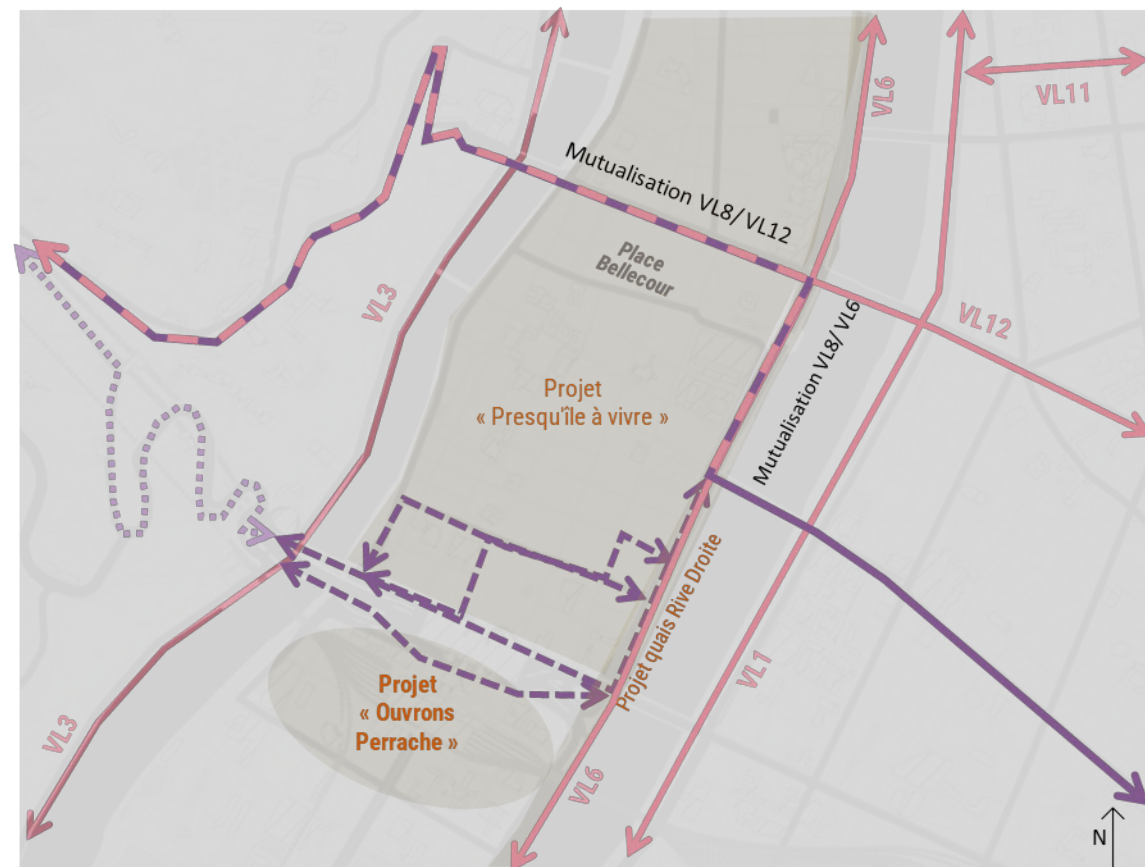 VL6
VL11
Mutualisation VL8/ VL12
Place
Bellecour
VL3
VL12
Mutualisation VL8/ VL6
Projet
« Presqu'île à vivre »
Projet quais Rive Droite
VL1
Projet
« Ouvrons
Perrache »
VL3
VL6
N